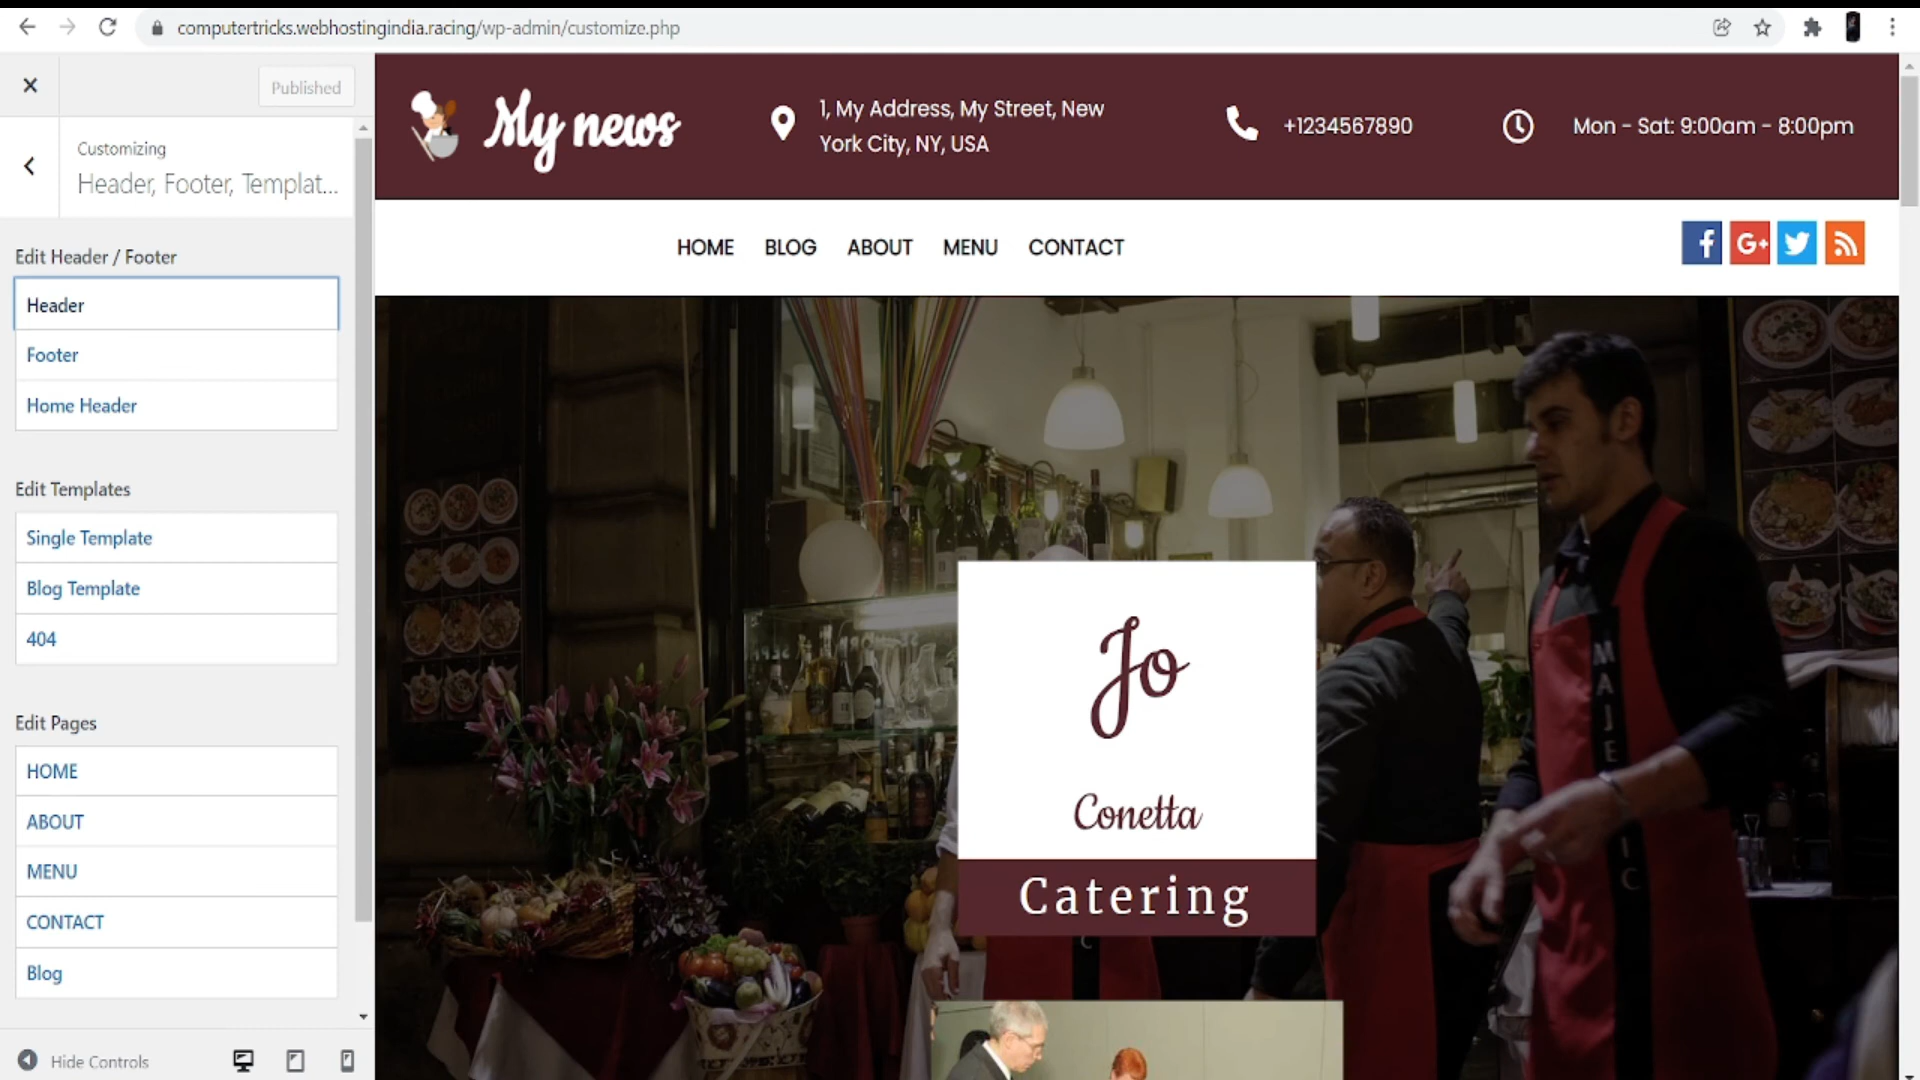 computertricks.webhostingindia.racing/wp-admin/customize.php
Published
Customizing
Header, Footer, Templat...
Edit Header / Footer
Header
Footer
Home Header
Edit Templates
Single Template
Blog Template
404
Edit Pages
HOME
ABOUT
MENU
CONTACT
Blog
Hide Controls
My news
1, My Address, My Street, New
York City, NY, USA
+1234567890
Mon - Sat: 9:00am - 8:00pm
HOME BLOG ABOUT MENU CONTACT
f G+
Jo
Conetta
Catering
MAJESTIC
C